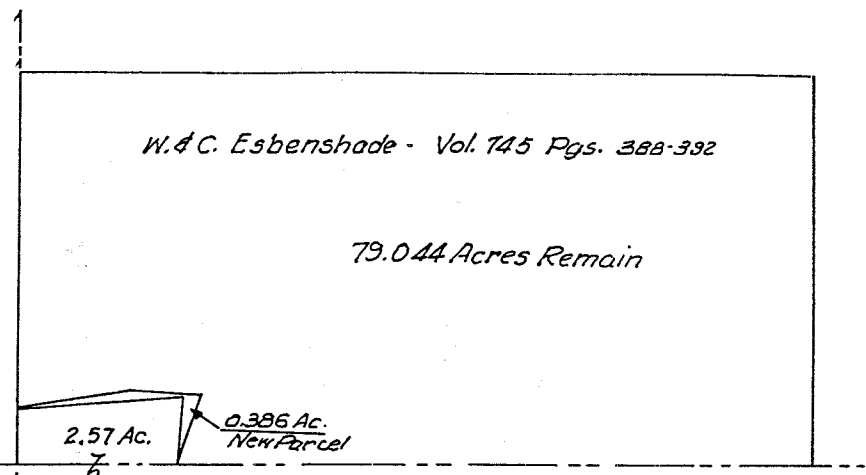 W. & C. Esbenshade - Vol. 745 Pgs. 388-392
79.044 Acres Remain
0.386 Ac.
New Parcel
2.57 Ac.